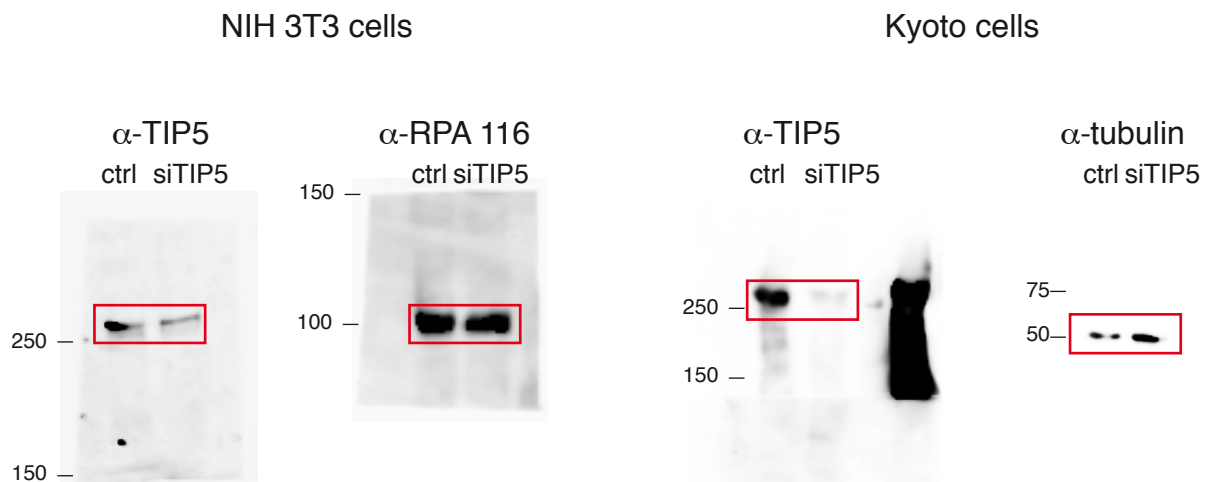 NIH 3T3 cells
Kyoto cells
α-TIP5
α-RPA 116
α-TIP5
α-tubulin
ctrl siTIP5
ctrl siTIP5
ctrl siTIP5
ctrl siTIP5
250
150
150
100
250
150
75
50